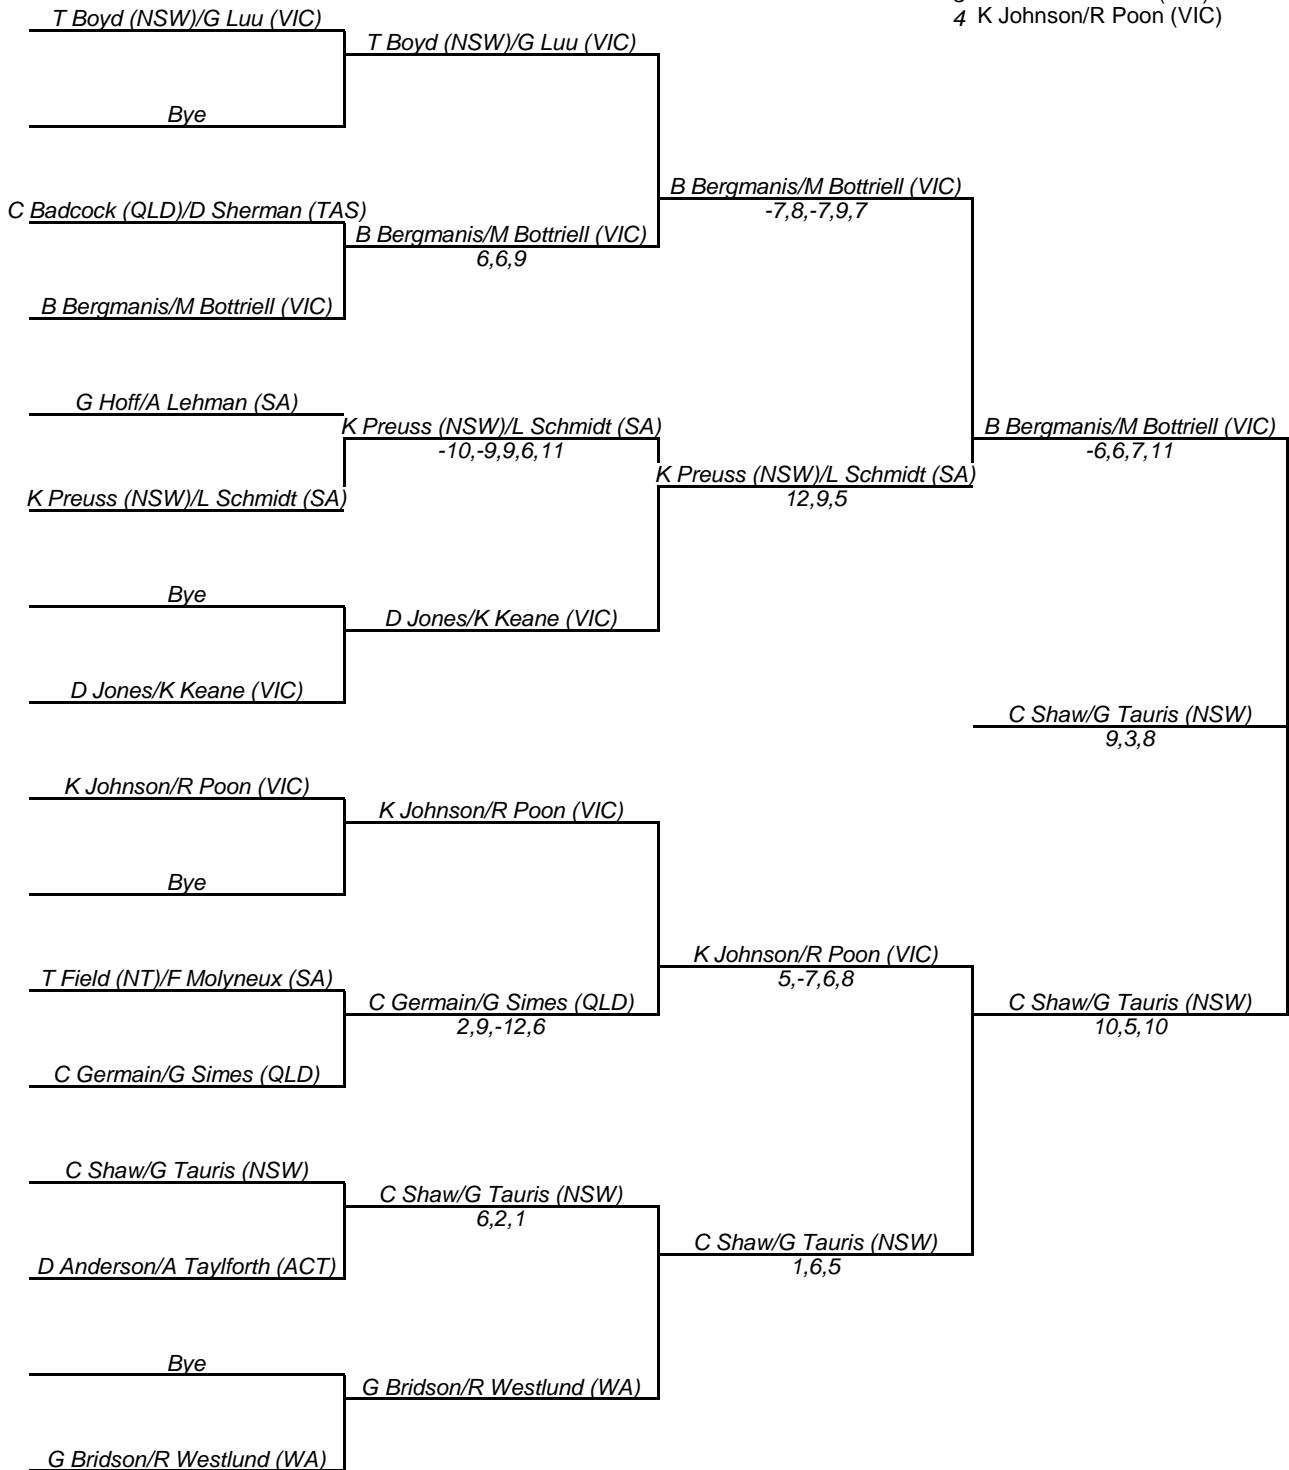 4 K Johnson/R Poon (VIC)
T Boyd (NSW)/G Luu (VIC)
T Boyd (NSW)/G Luu (VIC)
Bye
B Bergmanis/M Bottriell (VIC)
-7,8,-7,9,7
C Badcock (QLD)/D Sherman (TAS)
B Bergmanis/M Bottriell (VIC)
6,6,9
B Bergmanis/M Bottriell (VIC)
G Hoff/A Lehman (SA)
K Preuss (NSW)/L Schmidt (SA)
-10,-9,9,6,11
B Bergmanis/M Bottriell (VIC)
-6,6,7,11
K Preuss (NSW)/L Schmidt (SA)
12,9,5
K Preuss (NSW)/L Schmidt (SA)
Bye
D Jones/K Keane (VIC)
D Jones/K Keane (VIC)
C Shaw/G Tauris (NSW)
9,3,8
K Johnson/R Poon (VIC)
K Johnson/R Poon (VIC)
Bye
K Johnson/R Poon (VIC)
5,-7,6,8
T Field (NT)/F Molyneux (SA)
C Germain/G Simes (QLD)
2,9,-12,6
C Shaw/G Tauris (NSW)
10,5,10
C Germain/G Simes (QLD)
C Shaw/G Tauris (NSW)
C Shaw/G Tauris (NSW)
6,2,1
C Shaw/G Tauris (NSW)
1,6,5
D Anderson/A Taylforth (ACT)
Bye
G Bridson/R Westlund (WA)
G Bridson/R Westlund (WA)